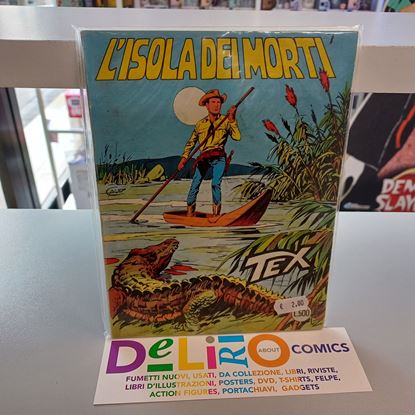 L'ISOLA DEI MORTI
TEX
€ 2,00
L.500
DeLiRiO ABOUT COMICS
FUMETTI NUOVI, USATI, DA COLLEZIONE, LIBRI, RIVISTE,
LIBRI D'ILLUSTRAZIONI, POSTERS, DVD, T-SHIRTS, FELPE,
ACTION FIGURES, PORTACHIAVI, GADGETS
DEM
SLAY